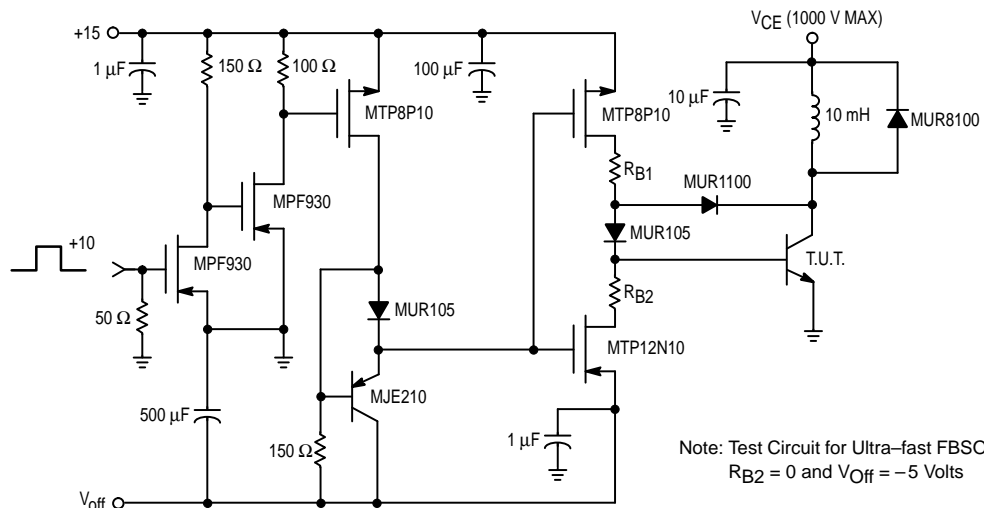 V_CE (1000 V MAX)
+15
1 μF
150 Ω
100 Ω
MTP8P10
100 μF
MTP8P10
10 μF
10 mH
MUR8100
R_B1
MUR1100
MPF930
MUR105
+10
MPF930
T.U.T.
50 Ω
MUR105
R_B2
MTP12N10
500 μF
MJE210
150 Ω
1 μF
Note: Test Circuit for Ultra–fast FBSO
R_B2 = 0 and V_Off = –5 Volts
V_off